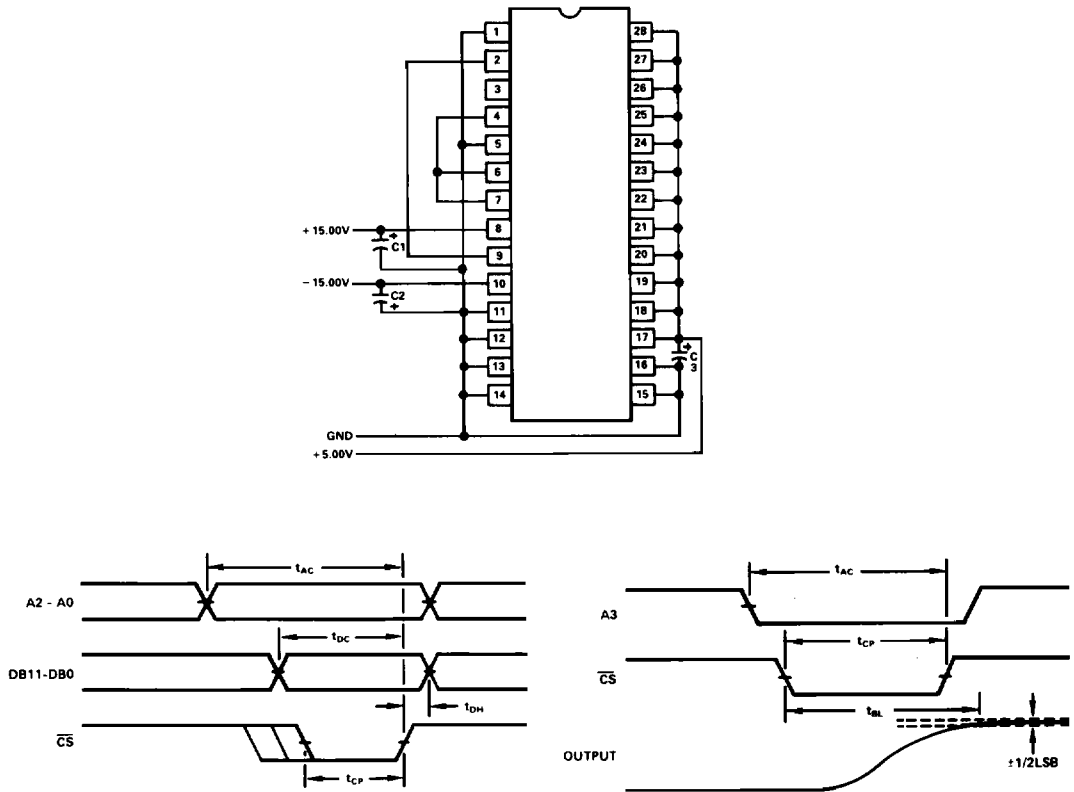 1 28
2 27
3 26
4 25
5 24
6 23
7 22
+15.00V 8 21
+ C1 9 20
-15.00V 10 19
C2 + 11 18
12 17 + C3
13 16
14 15
GND
+5.00V
tAC
A2 - A0
tDC
DB11-DB0
tDH
CS
tCP
tAC
A3
tCP
CS
tBL
OUTPUT
±1/2LSB